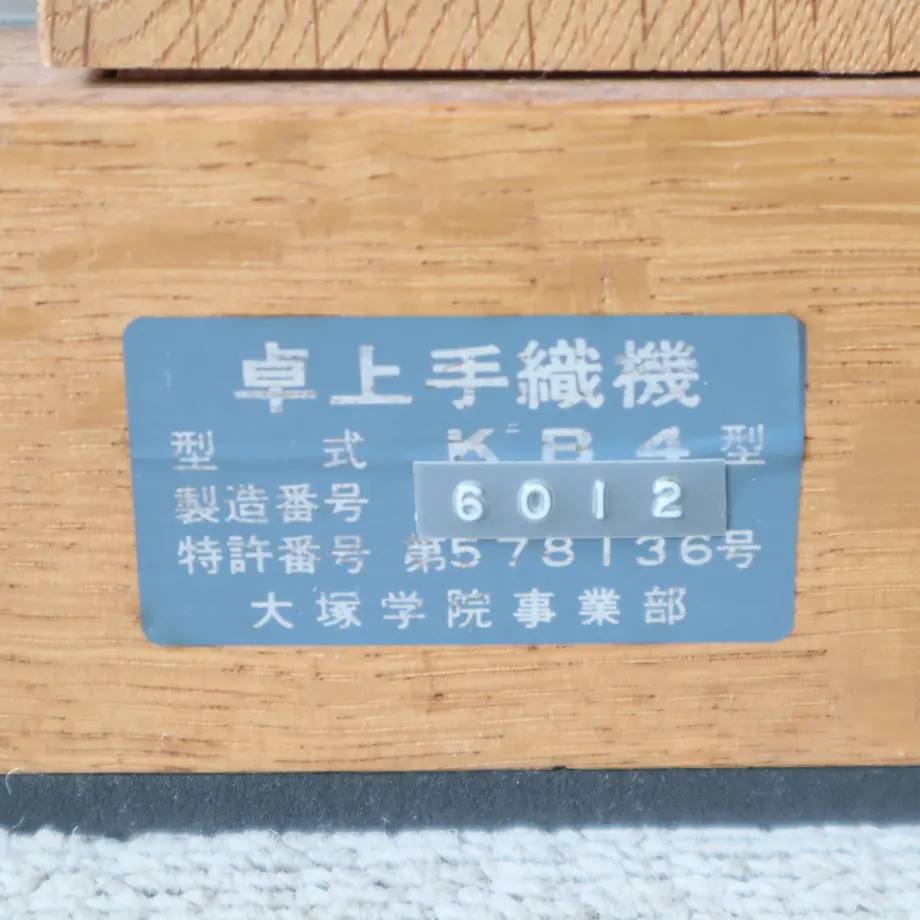 卓上手織機
型式 KB4型
製造番号 6012
特許番号 第578136号
大塚学院事業部